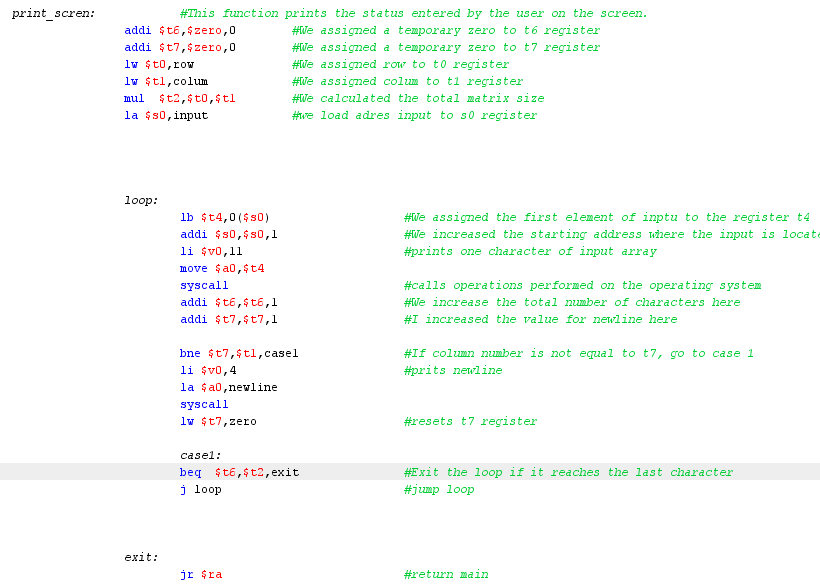 print_scren: #This function prints the status entered by the user on the screen.
addi $t6,$zero,0 #We assigned a temporary zero to t6 register
addi $t7,$zero,0 #We assigned a temporary zero to t7 register
lw $t0,row #We assigned row to t0 register
lw $t1,colum #We assigned colum to t1 register
mul $t2,$t0,$t1 #We calculated the total matrix size
la $s0,input #we load adres input to s0 register
loop:
lb $t4,0($s0) #We assigned the first element of inptu to the register t4
addi $s0,$s0,1 #We increased the starting address where the input is locate
li $v0,11 #prints one character of input array
move $a0,$t4
syscall #calls operations performed on the operating system
addi $t6,$t6,1 #We increase the total number of characters here
addi $t7,$t7,1 #I increased the value for newline here
bne $t7,$t1,case1 #If column number is not equal to t7, go to case 1
li $v0,4 #prits newline
la $a0,newline
syscall
lw $t7,zero #resets t7 register
case1:
beq $t6,$t2,exit #Exit the loop if it reaches the last character
j loop #jump loop
exit:
jr $ra #return main